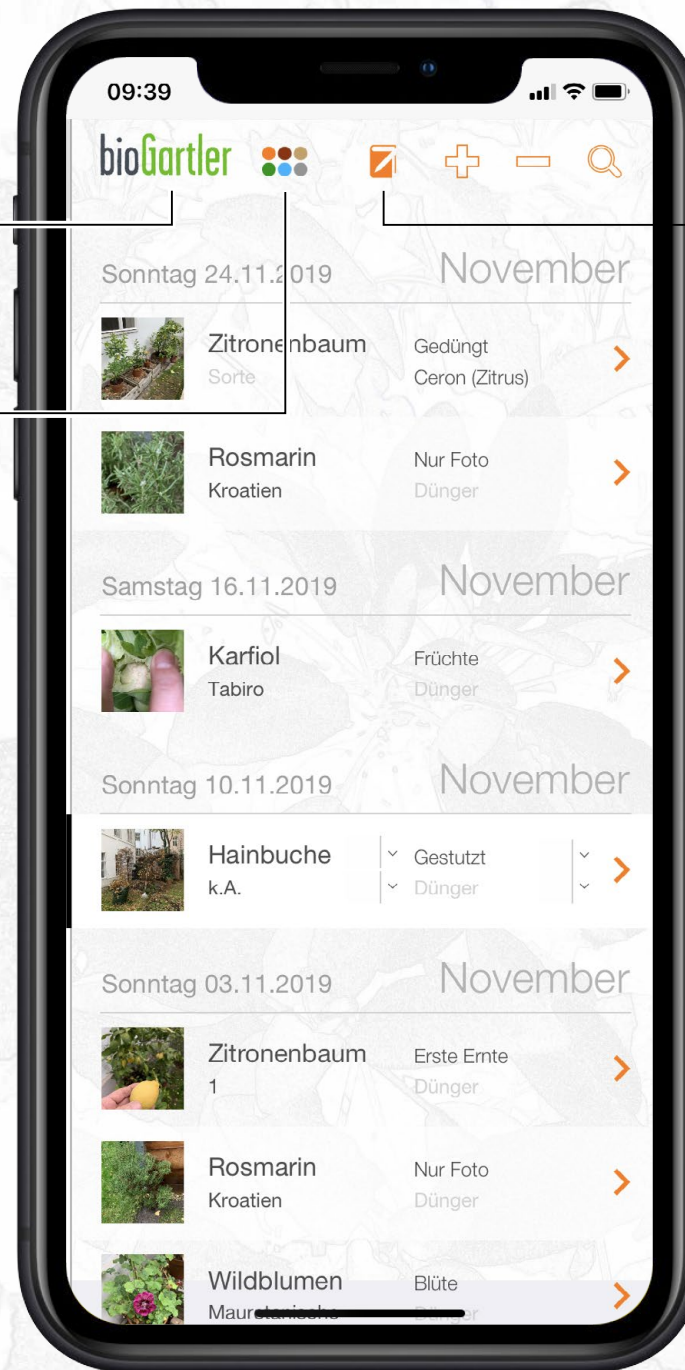 09:39
bioGartler
Sonntag 24.11.2019 November
Zitronenbaum Gedüngt
Sorte Ceron (Zitrus)
Rosmarin Nur Foto
Kroatien Dünger
Samstag 16.11.2019 November
Karfiol Früchte
Tabiro Dünger
Sonntag 10.11.2019 November
Hainbuche Gestutzt
k.A. Dünger
Sonntag 03.11.2019 November
Zitronenbaum Erste Ernte
1 Dünger
Rosmarin Nur Foto
Kroatien Dünger
Wildblumen Blüte
Mauretanische Dünger